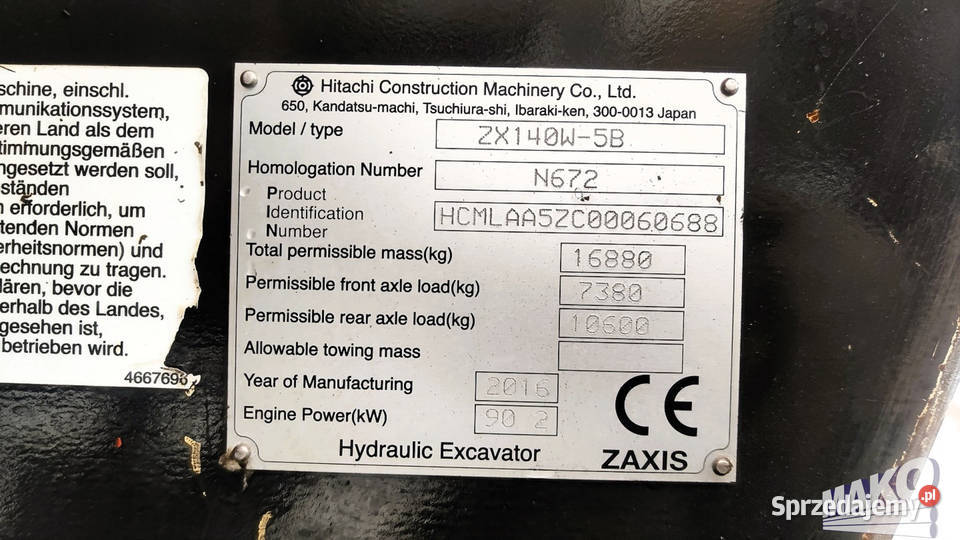 schine, einschl.
munikationssystem,
eren Land als dem
timmungsgemäßen
ngesetzt werden soll,
ständen
n erforderlich, um
tenden Normen
erheitsnormen) und
echnung zu tragen.
lären, bevor die
erhalb des Landes,
gesehen ist,
betrieben wird.
4667693
Hitachi Construction Machinery Co., Ltd.
650, Kandatsu-machi, Tsuchiura-shi, Ibaraki-ken, 300-0013 Japan
Model / type ZX140W-5B
Homologation Number N672
Product
Identification HCMLAA5ZC00060688
Number
Total permissible mass(kg) 16880
Permissible front axle load(kg) 7380
Permissible rear axle load(kg) 10600
Allowable towing mass
Year of Manufacturing 2016
Engine Power(kW) 90 2
CE
Hydraulic Excavator ZAXIS
MAKO
Sprzedajemy.pl